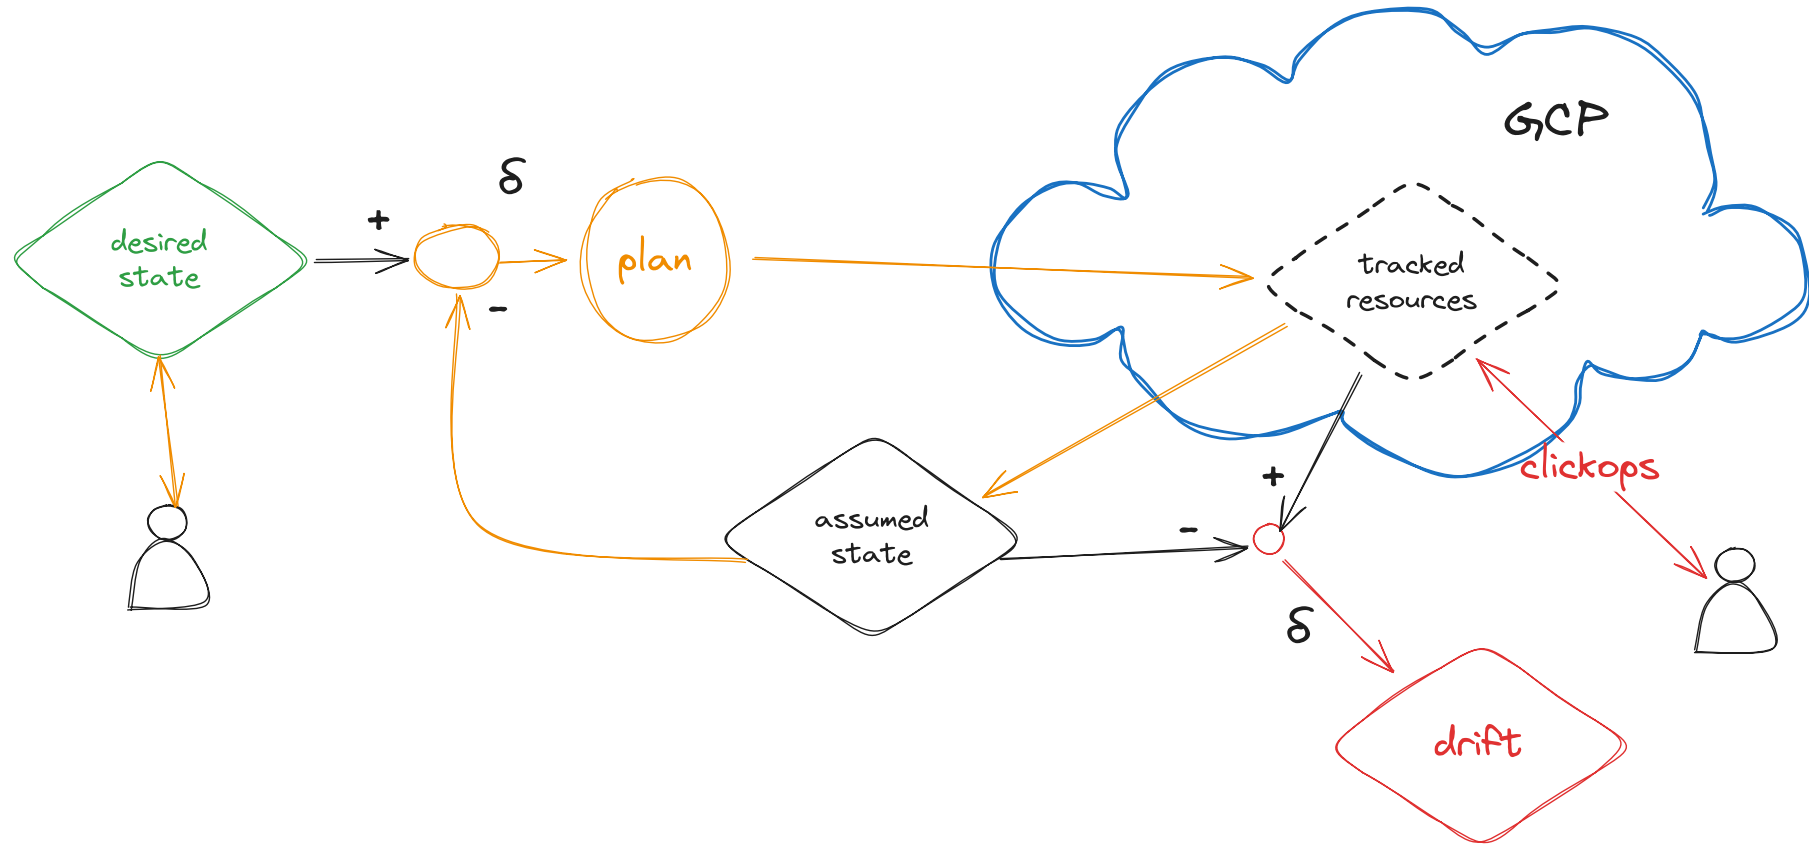 GCP
δ
+
desired
state
plan
tracked
resources
-
clickops
+
assumed
state
-
δ
drift